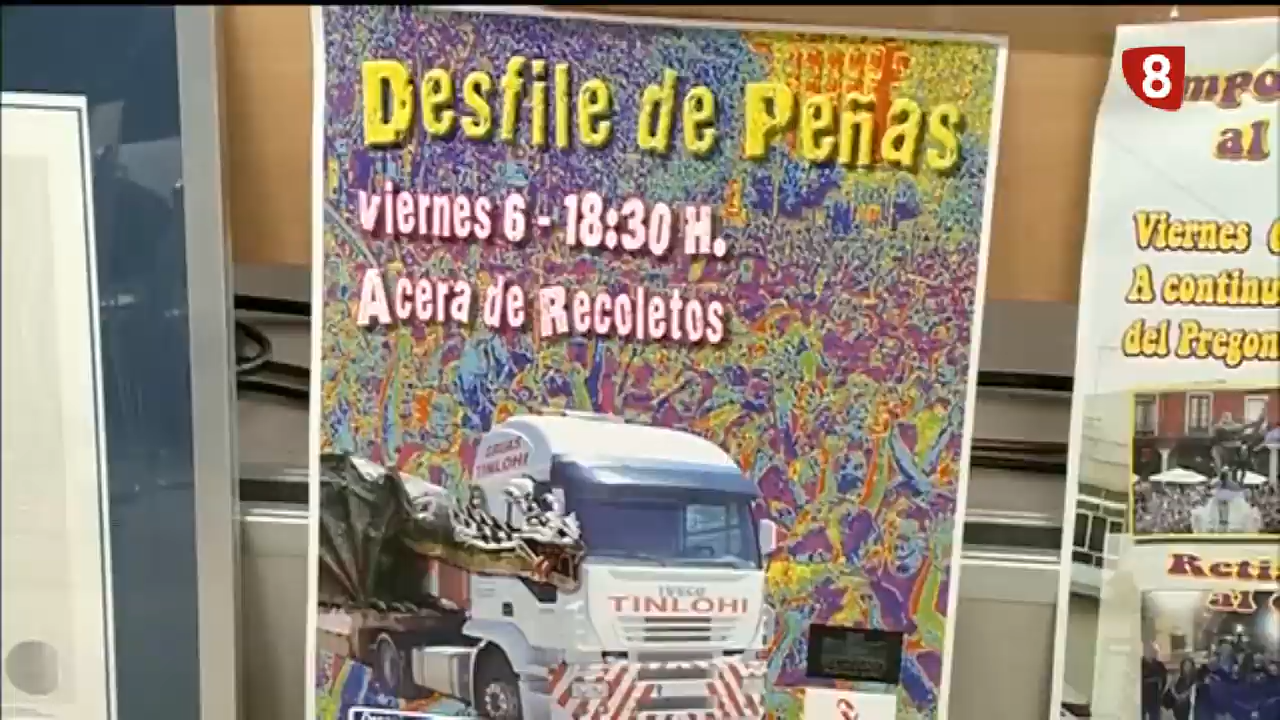 8
Desfile de Peñas
viernes 6 - 18:30 H.
Acera de Recoletos
GRUAS
TINLOHI
IVECO
TINLOHI
al
Viernes
A continu
del Pregon
Reti
al